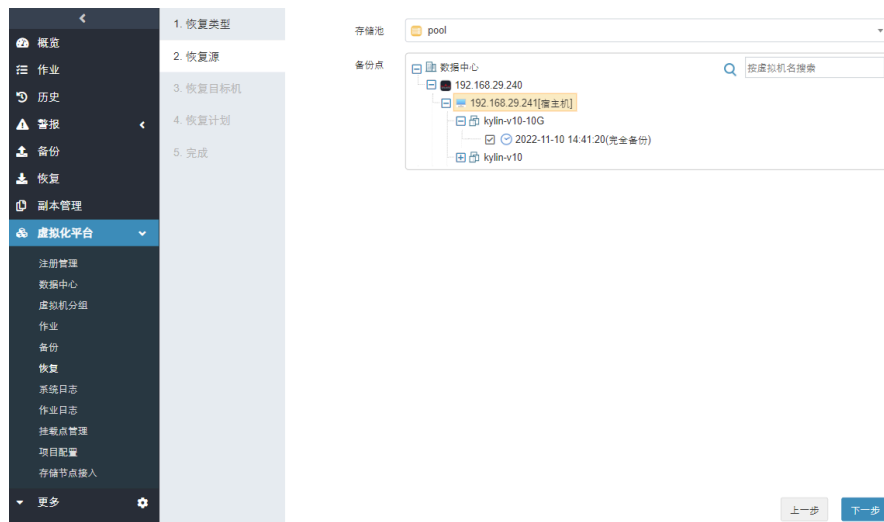 概览
作业
历史
警报
备份
恢复
副本管理
虚拟化平台
注册管理
数据中心
虚拟机分组
作业
备份
恢复
系统日志
作业日志
挂载点管理
项目配置
存储节点接入
更多
1. 恢复类型
2. 恢复源
3. 恢复目标机
4. 恢复计划
5. 完成
存储池 pool
备份点 数据中心 按虚拟机名搜索
192.168.29.240
192.168.29.241[宿主机]
kylin-v10-10G
2022-11-10 14:41:20(完全备份)
kylin-v10
上一步 下一步